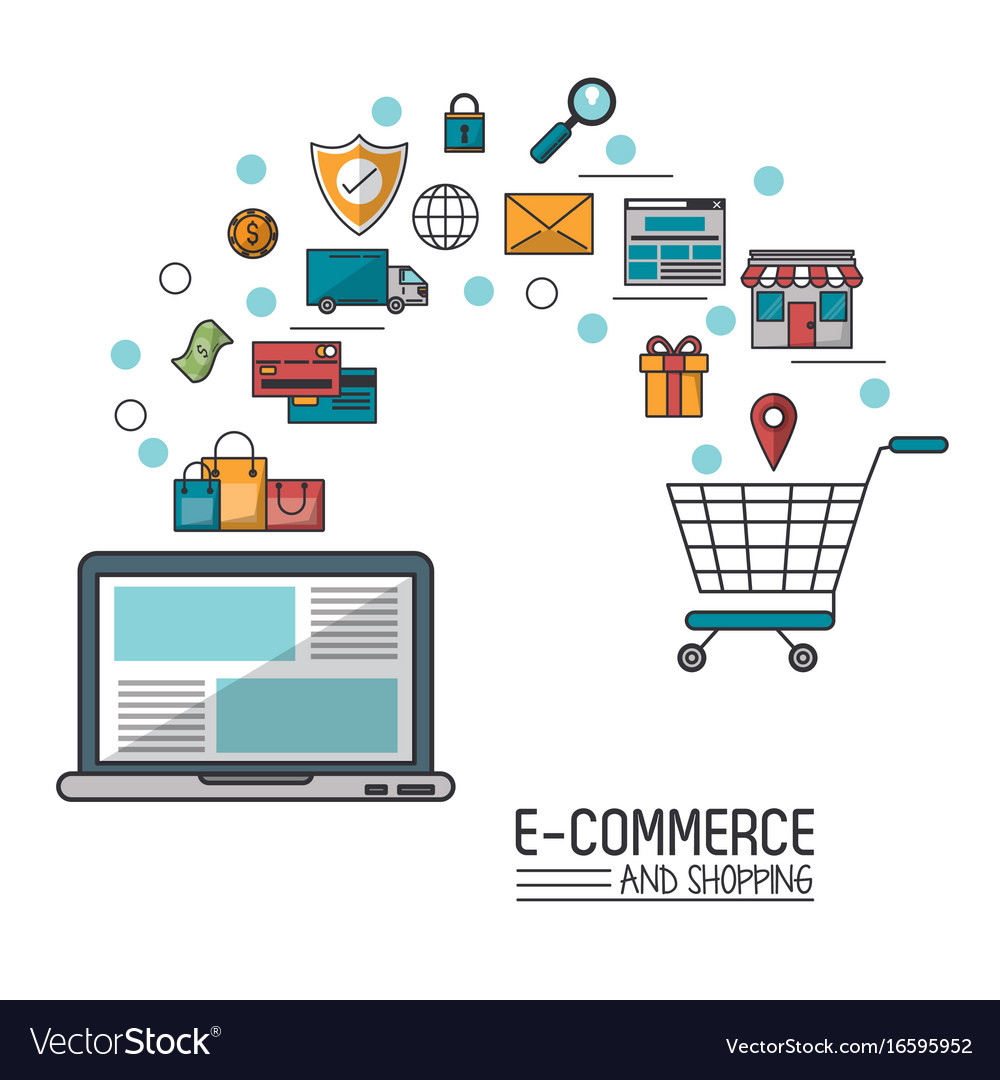 $
$
E-COMMERCE
AND SHOPPING
VectorStock®
VectorStock.com/16595952